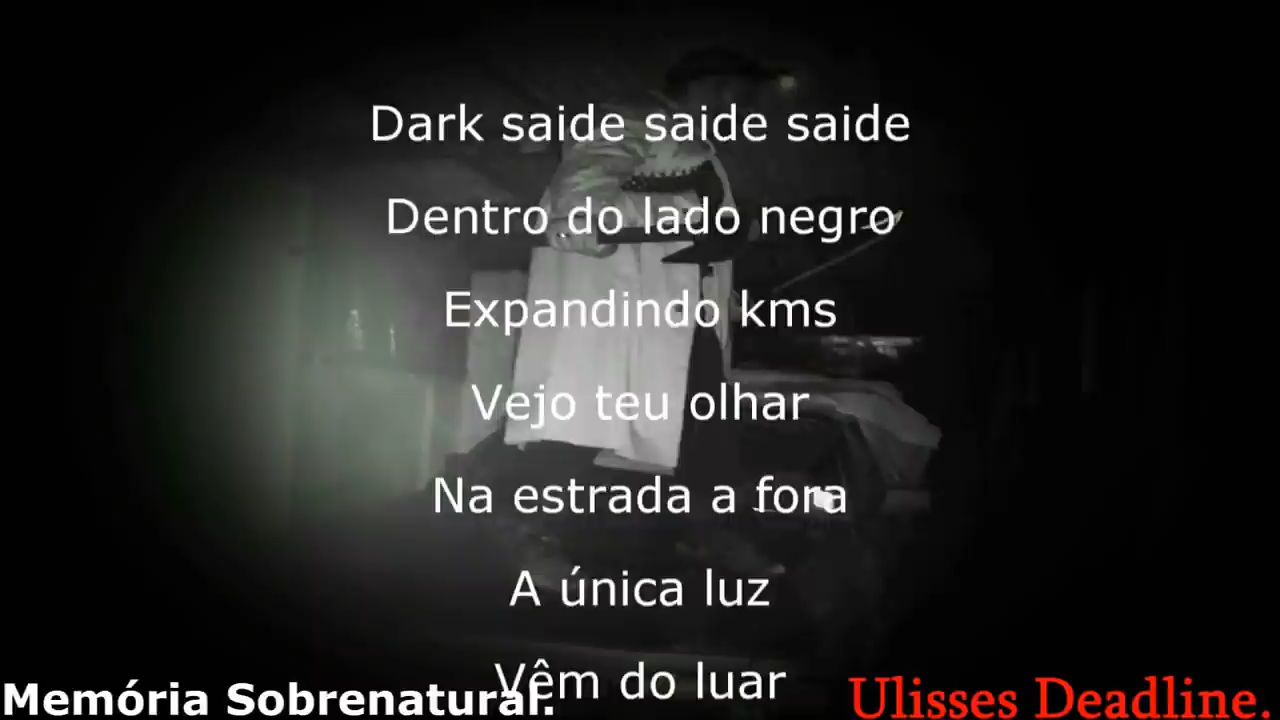 Dark saide saide saide
Dentro do lado negro
Expandindo kms
Vejo teu olhar
Na estrada a fora
A única luz
Vêm do luar
Memória Sobrenatural.
Ulisses Deadline.